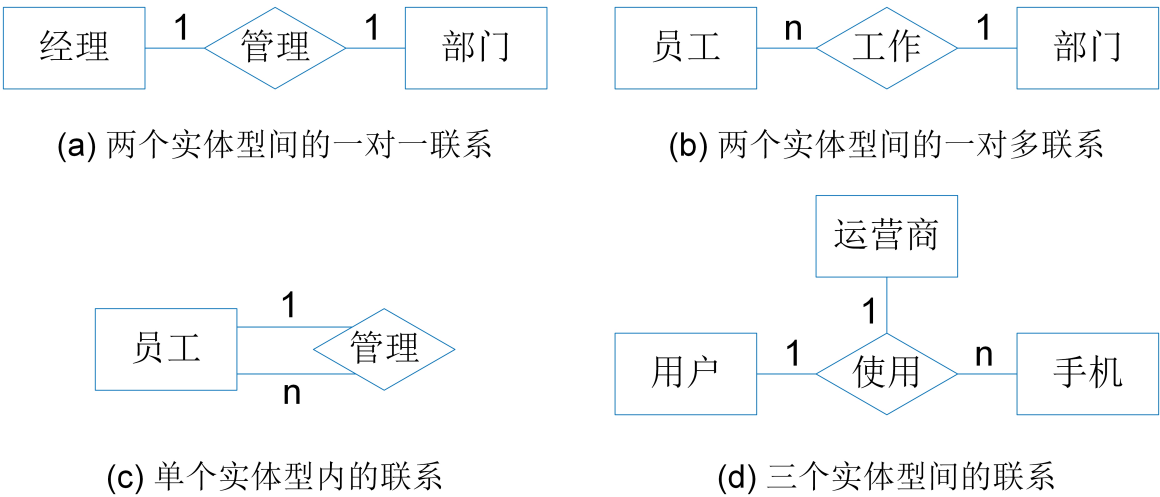 经理 1 管理 1 部门
(a) 两个实体型间的一对一联系
员工 n 工作 1 部门
(b) 两个实体型间的一对多联系
员工 1 管理
n
(c) 单个实体型内的联系
运营商
1
用户 1 使用 n 手机
(d) 三个实体型间的联系